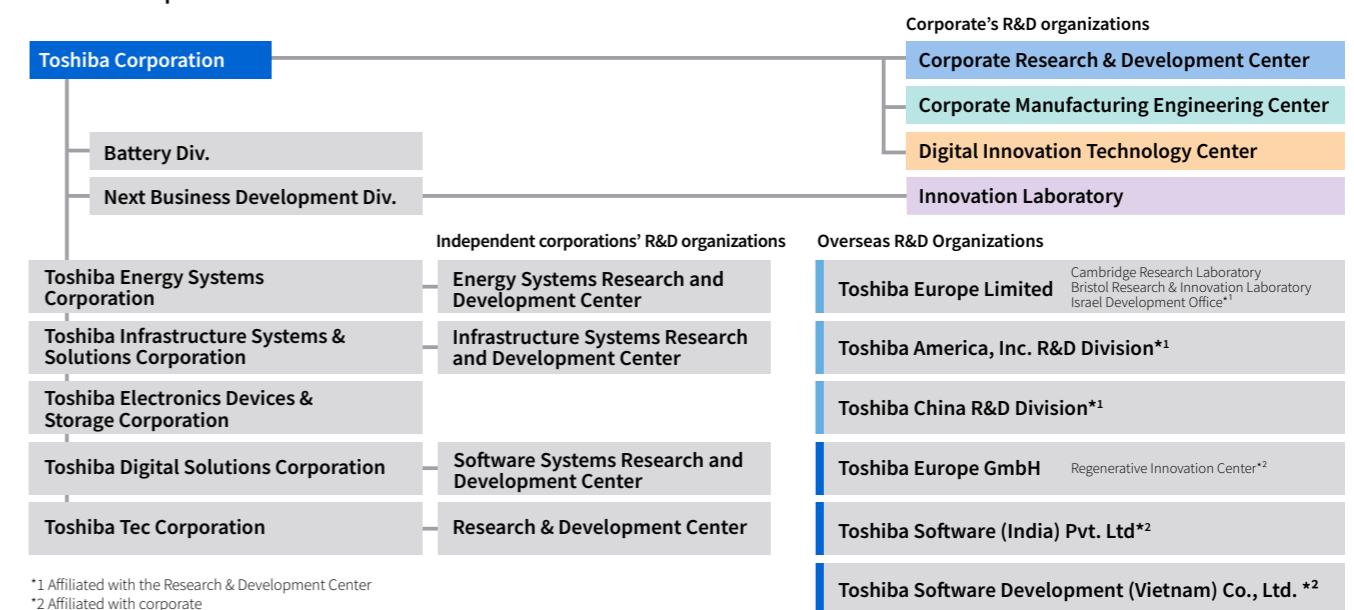 Corporate's R&D organizations
Toshiba Corporation
Corporate Research & Development Center
Corporate Manufacturing Engineering Center
Digital Innovation Technology Center
Battery Div.
Next Business Development Div.
Innovation Laboratory
Independent corporations' R&D organizations
Overseas R&D Organizations
Toshiba Energy Systems
Corporation
Energy Systems Research and
Development Center
Toshiba Europe Limited
Cambridge Research Laboratory
Bristol Research & Innovation Laboratory
Israel Development Office*1
Toshiba Infrastructure Systems &
Solutions Corporation
Infrastructure Systems Research
and Development Center
Toshiba America, Inc. R&D Division*1
Toshiba Electronics Devices &
Storage Corporation
Toshiba China R&D Division*1
Toshiba Digital Solutions Corporation
Software Systems Research and
Development Center
Toshiba Europe GmbH
Regenerative Innovation Center*2
Toshiba Tec Corporation
Research & Development Center
Toshiba Software (India) Pvt. Ltd*2
Toshiba Software Development (Vietnam) Co., Ltd. *2
*1 Affiliated with the Research & Development Center
*2 Affiliated with corporate